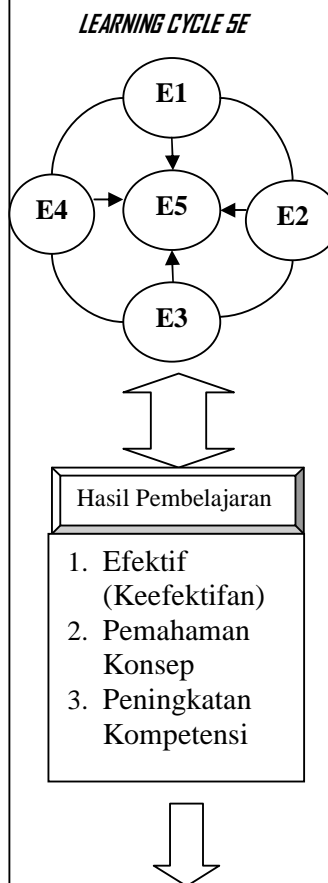 LEARNING CYCLE 5E
E1
E4
E5
E2
E3
Hasil Pembelajaran
1. Efektif
(Keefektifan)
2. Pemahaman
Konsep
3. Peningkatan
Kompetensi